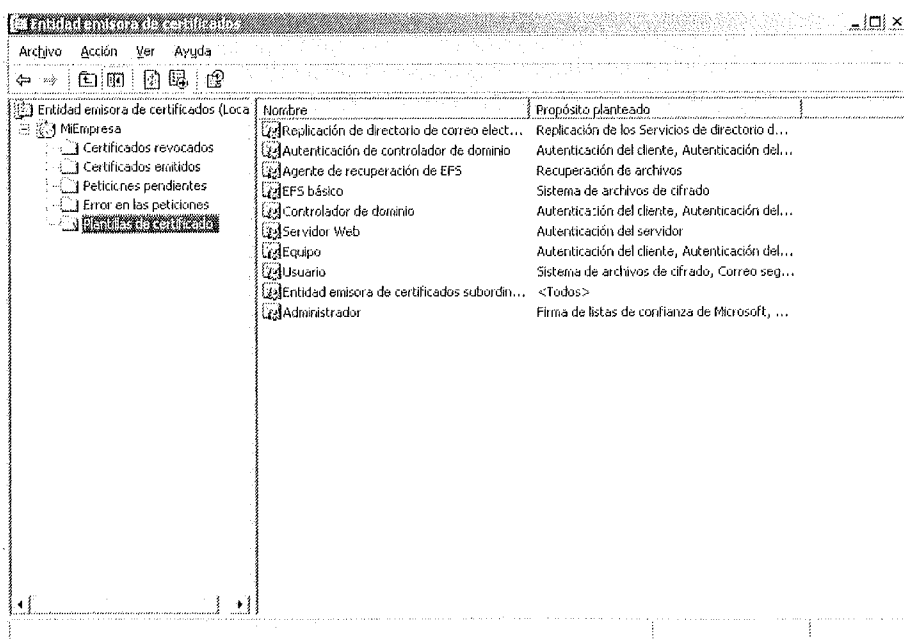 Entidad emisora de certificados
Archivo Acción Ver Ayuda
Entidad emisora de certificados (Loca
MiEmpresa
Certificados revocados
Certificados emitidos
Peticiones pendientes
Error en las peticiones
Plantillas de certificado
Nombre Propósito planteado
Replicación de directorio de correo elect... Replicación de los Servicios de directorio d...
Autenticación de controlador de dominio Autenticación del cliente, Autenticación del...
Agente de recuperación de EFS Recuperación de archivos
EFS básico Sistema de archivos de cifrado
Controlador de dominio Autenticación del cliente, Autenticación del...
Servidor Web Autenticación del servidor
Equipo Autenticación del cliente, Autenticación del...
Usuario Sistema de archivos de cifrado, Correo seg...
Entidad emisora de certificados subordin... <Todos>
Administrador Firma de listas de confianza de Microsoft, ...